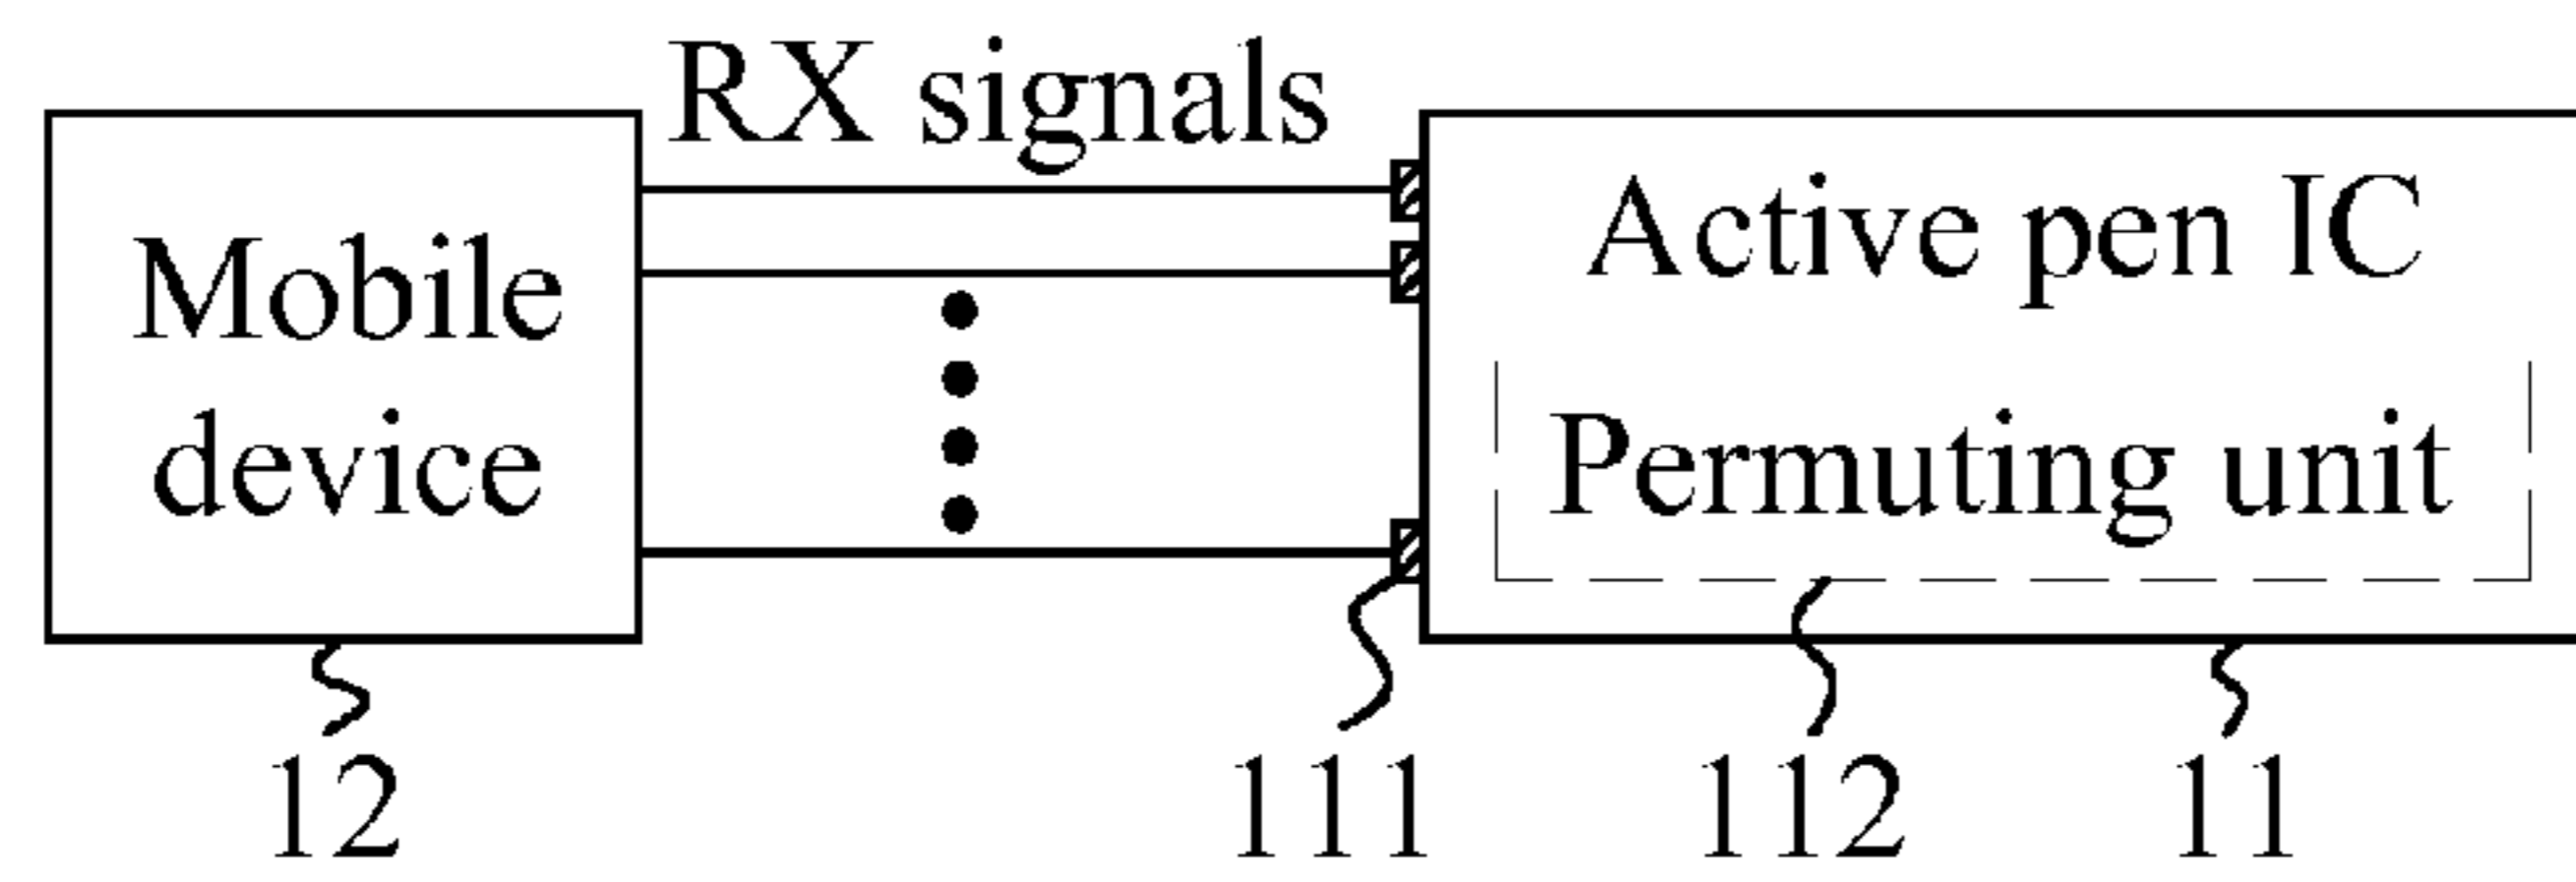 RX signals
Mobile
device
Active pen IC
Permuting unit
12
111
112
11